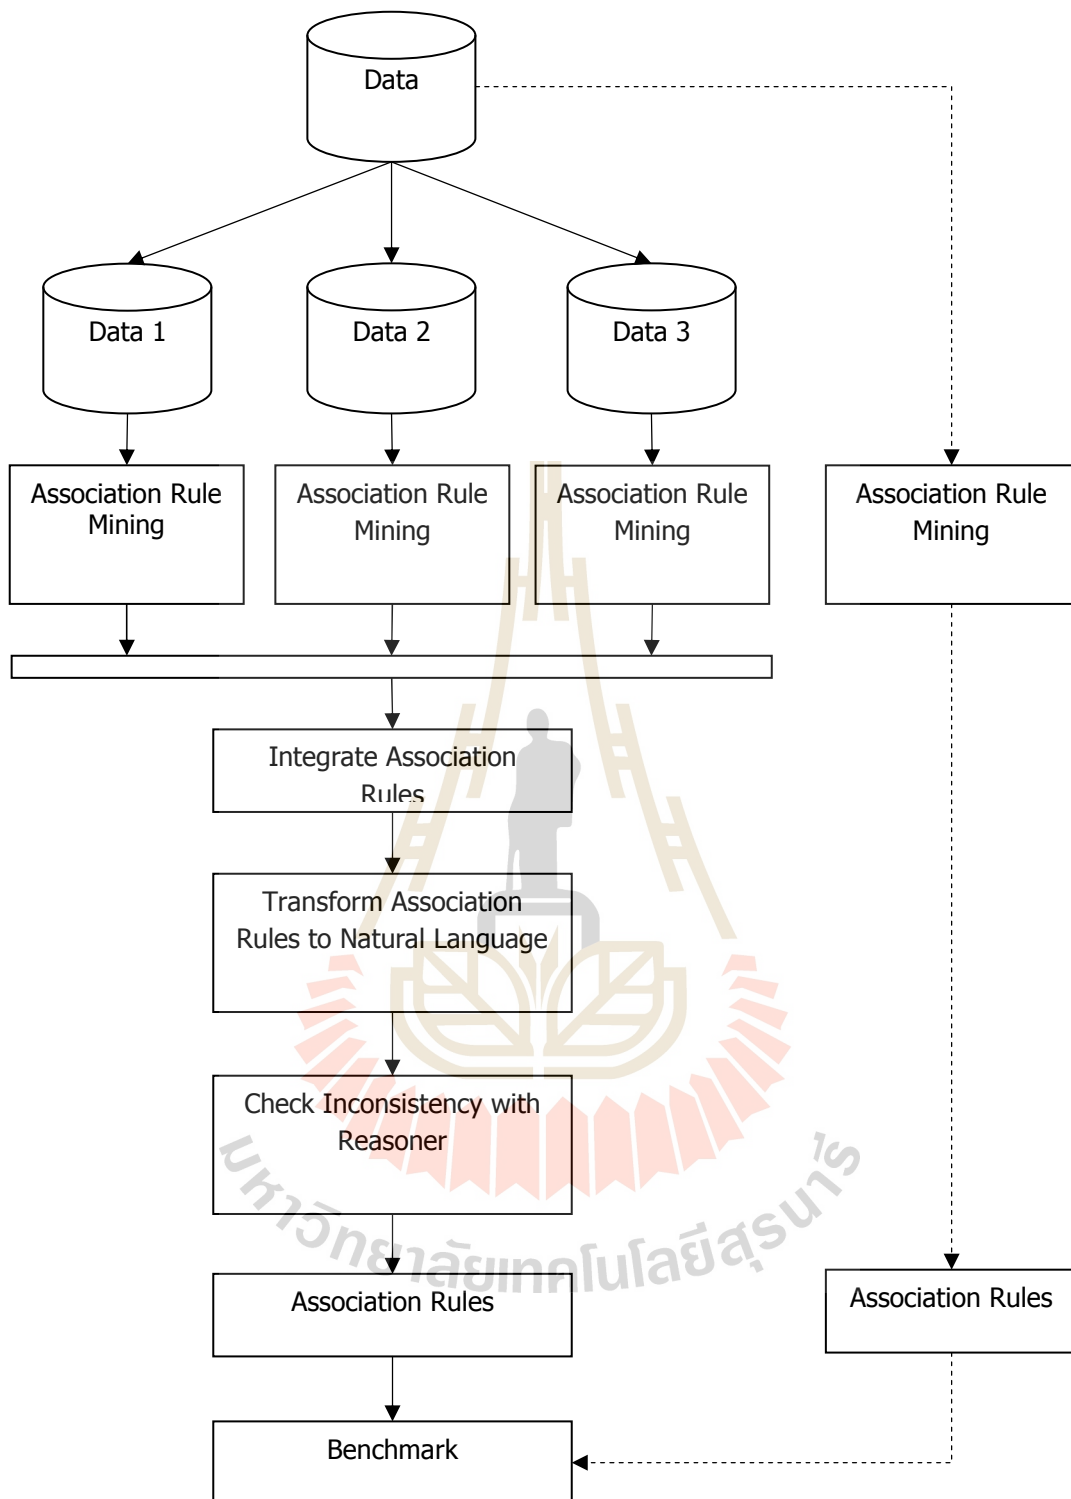 Data
Data 1
Data 2
Data 3
Association Rule
Mining
Association Rule
Mining
Association Rule
Mining
Association Rule
Mining
Integrate Association
Rules
Transform Association
Rules to Natural Language
Check Inconsistency with
Reasoner
มหาวิทยาลัยเทคโนโลยีสุรนารี
Association Rules
Association Rules
Benchmark